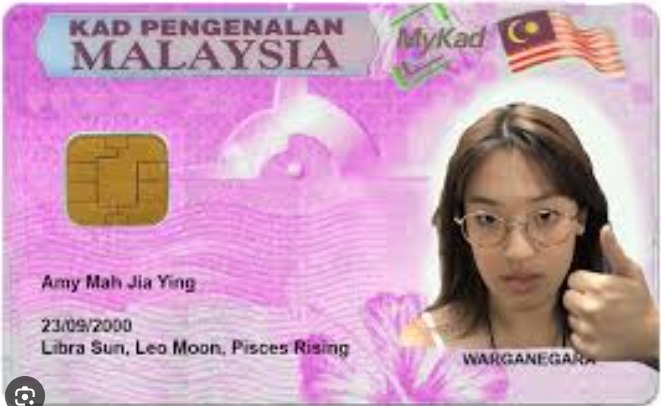 KAD PENGENALAN
MALAYSIA
MyKad
Amy Mah Jia Ying
23/09/2000
Libra Sun, Leo Moon, Pisces Rising
WARGANEGARA